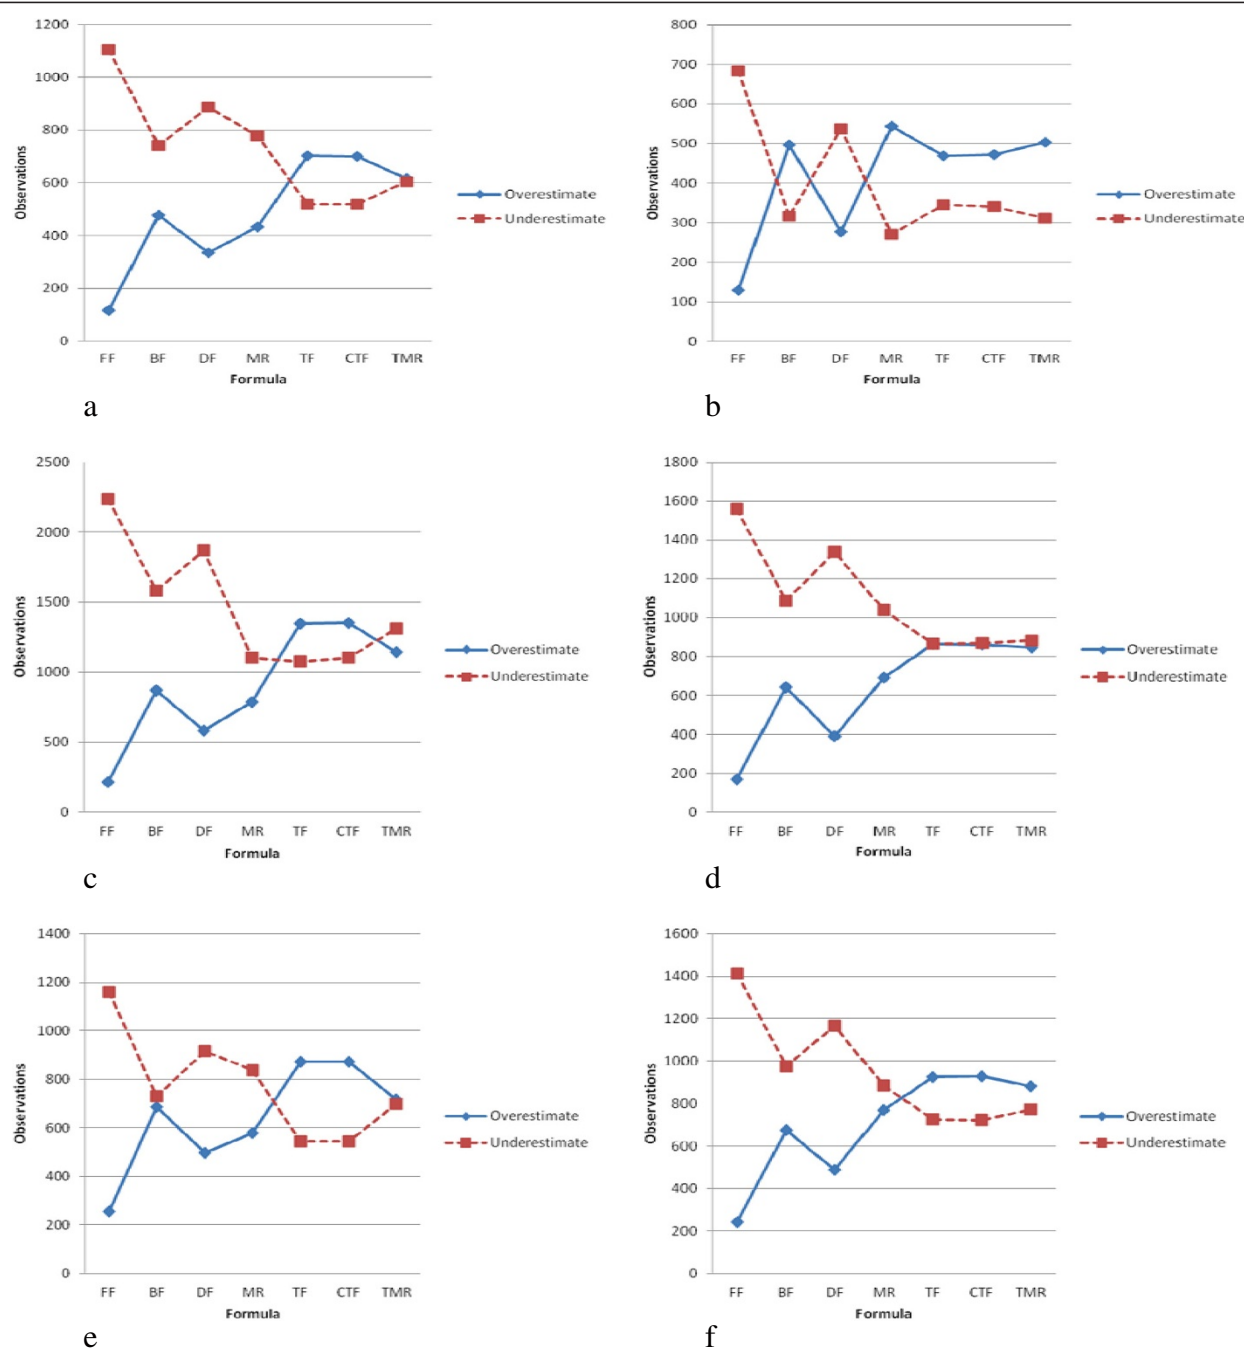 1200
1000
800
600
400
200
0
Observations
FF BF DF MR TF CTF TMR
Formula
Overestimate
Underestimate
a
800
700
600
500
400
300
200
100
0
Observations
FF BF DF MR TF CTF TMR
Formula
Overestimate
Underestimate
b
2500
2000
1500
1000
500
0
Observations
FF BF DF MR TF CTF TMR
Formula
Overestimate
Underestimate
c
1800
1600
1400
1200
1000
800
600
400
200
0
Observations
FF BF DF MR TF CTF TMR
Formula
Overestimate
Underestimate
d
1400
1200
1000
800
600
400
200
0
Observations
FF BF DF MR TF CTF TMR
Formula
Overestimate
Underestimate
e
1600
1400
1200
1000
800
600
400
200
0
Observations
FF BF DF MR TF CTF TMR
Formula
Overestimate
Underestimate
f